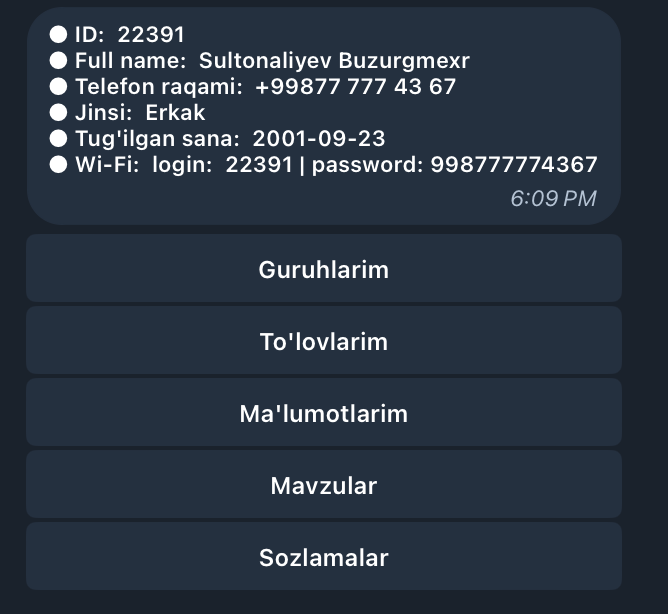 ID: 22391
Full name: Sultonaliyev Buzurgmexr
Telefon raqami: +99877 777 43 67
Jinsi: Erkak
Tug'ilgan sana: 2001-09-23
Wi-Fi: login: 22391 | password: 998777774367
6:09 PM
Guruhlarim
To'lovlarim
Ma'lumotlarim
Mavzular
Sozlamalar